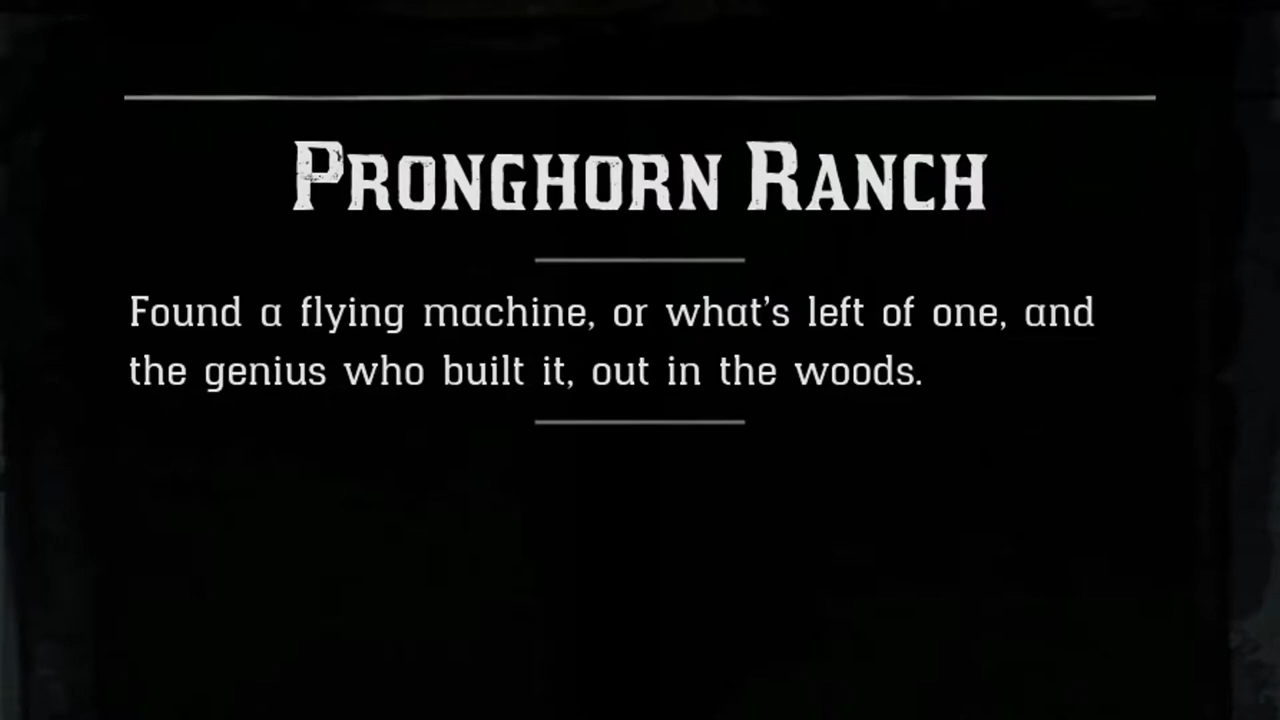 Pronghorn Ranch
Found a flying machine, or what's left of one, and
the genius who built it, out in the woods.